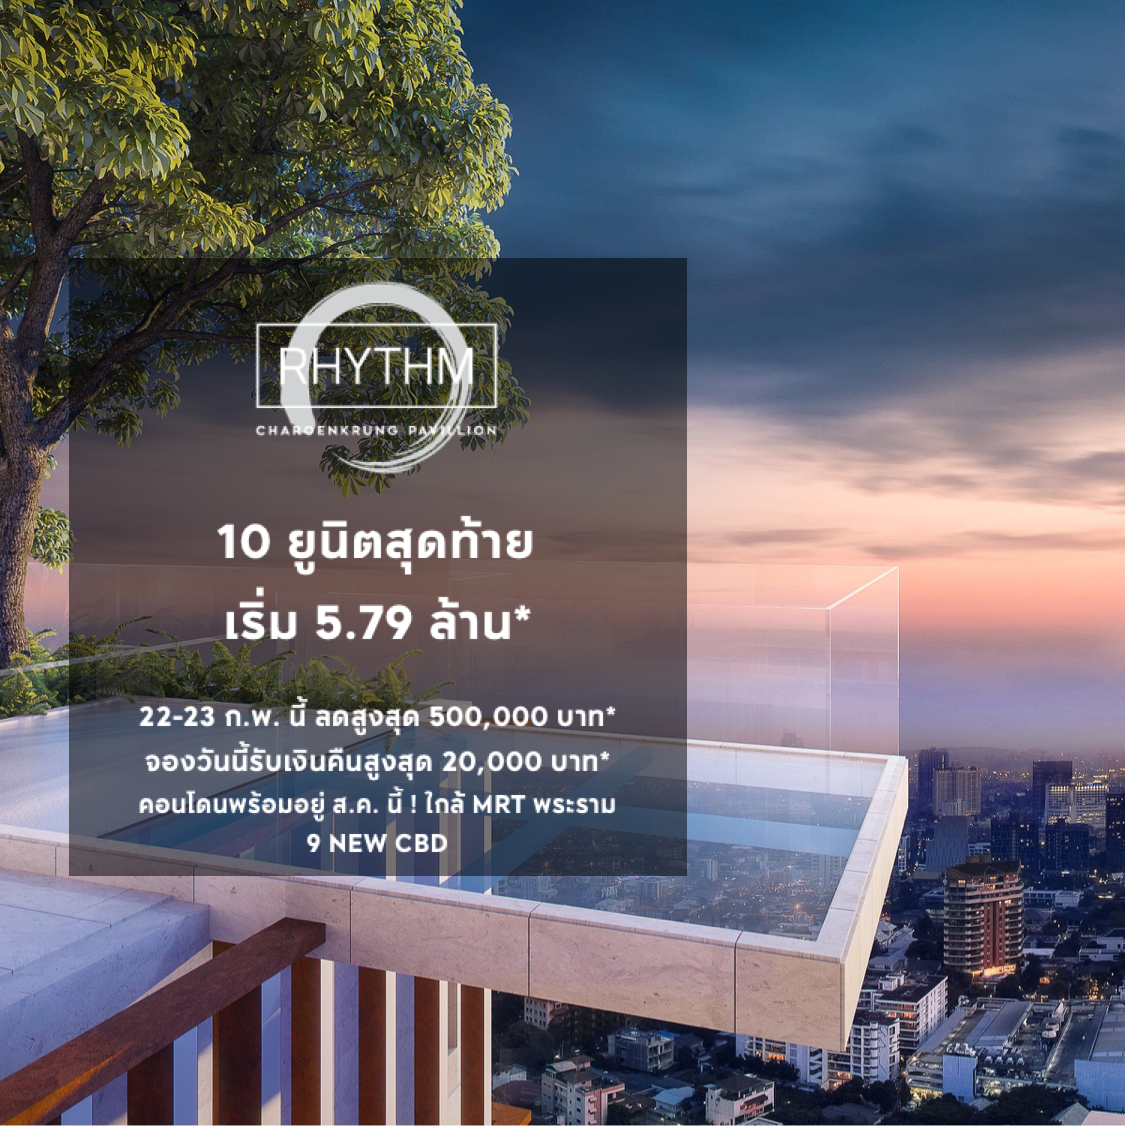 RHYTHM
CHAROENKRUNG PAVILLION
10 ยูนิตสุดท้าย
เริ่ม 5.79 ล้าน*
22-23 ก.พ. นี้ ลดสูงสุด 500,000 บาท*
จองวันนี้รับเงินคืนสูงสุด 20,000 บาท*
คอนโดนพร้อมอยู่ ส.ค. นี้ ! ใกล้ MRT พระราม
9 NEW CBD